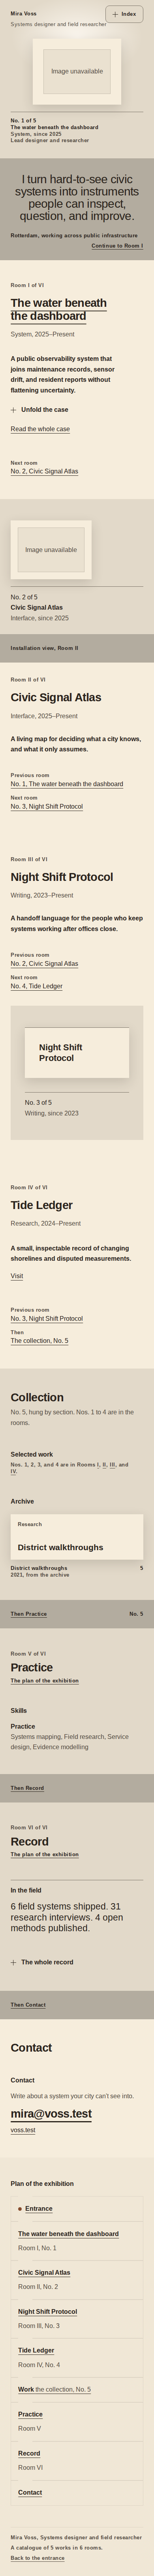 Mira Voss
Index
Systems designer and field researcher
Image unavailable
No. 1 of 5
The water beneath the dashboard
System, since 2025
Lead designer and researcher
I turn hard-to-see civic
systems into instruments
people can inspect,
question, and improve.
Rotterdam, working across public infrastructure
Continue to Room I
Room I of VI
The water beneath
the dashboard
System, 2025–Present
A public observability system that
joins maintenance records, sensor
drift, and resident reports without
flattening uncertainty.
Unfold the case
Read the whole case
Next room
No. 2, Civic Signal Atlas
Image unavailable
No. 2 of 5
Civic Signal Atlas
Interface, since 2025
Installation view, Room II
Room II of VI
Civic Signal Atlas
Interface, 2025–Present
A living map for deciding what a city knows,
and what it only assumes.
Previous room
No. 1, The water beneath the dashboard
Next room
No. 3, Night Shift Protocol
Room III of VI
Night Shift Protocol
Writing, 2023–Present
A handoff language for the people who keep
systems working after offices close.
Previous room
No. 2, Civic Signal Atlas
Next room
No. 4, Tide Ledger
Night Shift
Protocol
No. 3 of 5
Writing, since 2023
Room IV of VI
Tide Ledger
Research, 2024–Present
A small, inspectable record of changing
shorelines and disputed measurements.
Visit
Previous room
No. 3, Night Shift Protocol
Then
The collection, No. 5
Collection
No. 5, hung by section. Nos. 1 to 4 are in the
rooms.
Selected work
Nos. 1, 2, 3, and 4 are in Rooms I, II, III, and
IV.
Archive
Research
District walkthroughs
District walkthroughs 5
2021, from the archive
Then Practice No. 5
Room V of VI
Practice
The plan of the exhibition
Skills
Practice
Systems mapping, Field research, Service
design, Evidence modelling
Then Record
Room VI of VI
Record
The plan of the exhibition
In the field
6 field systems shipped. 31
research interviews. 4 open
methods published.
The whole record
Then Contact
Contact
Contact
Write about a system your city can't see into.
mira@voss.test
voss.test
Plan of the exhibition
Entrance
The water beneath the dashboard
Room I, No. 1
Civic Signal Atlas
Room II, No. 2
Night Shift Protocol
Room III, No. 3
Tide Ledger
Room IV, No. 4
Work the collection, No. 5
Practice
Room V
Record
Room VI
Contact
Mira Voss, Systems designer and field researcher
A catalogue of 5 works in 6 rooms.
Back to the entrance